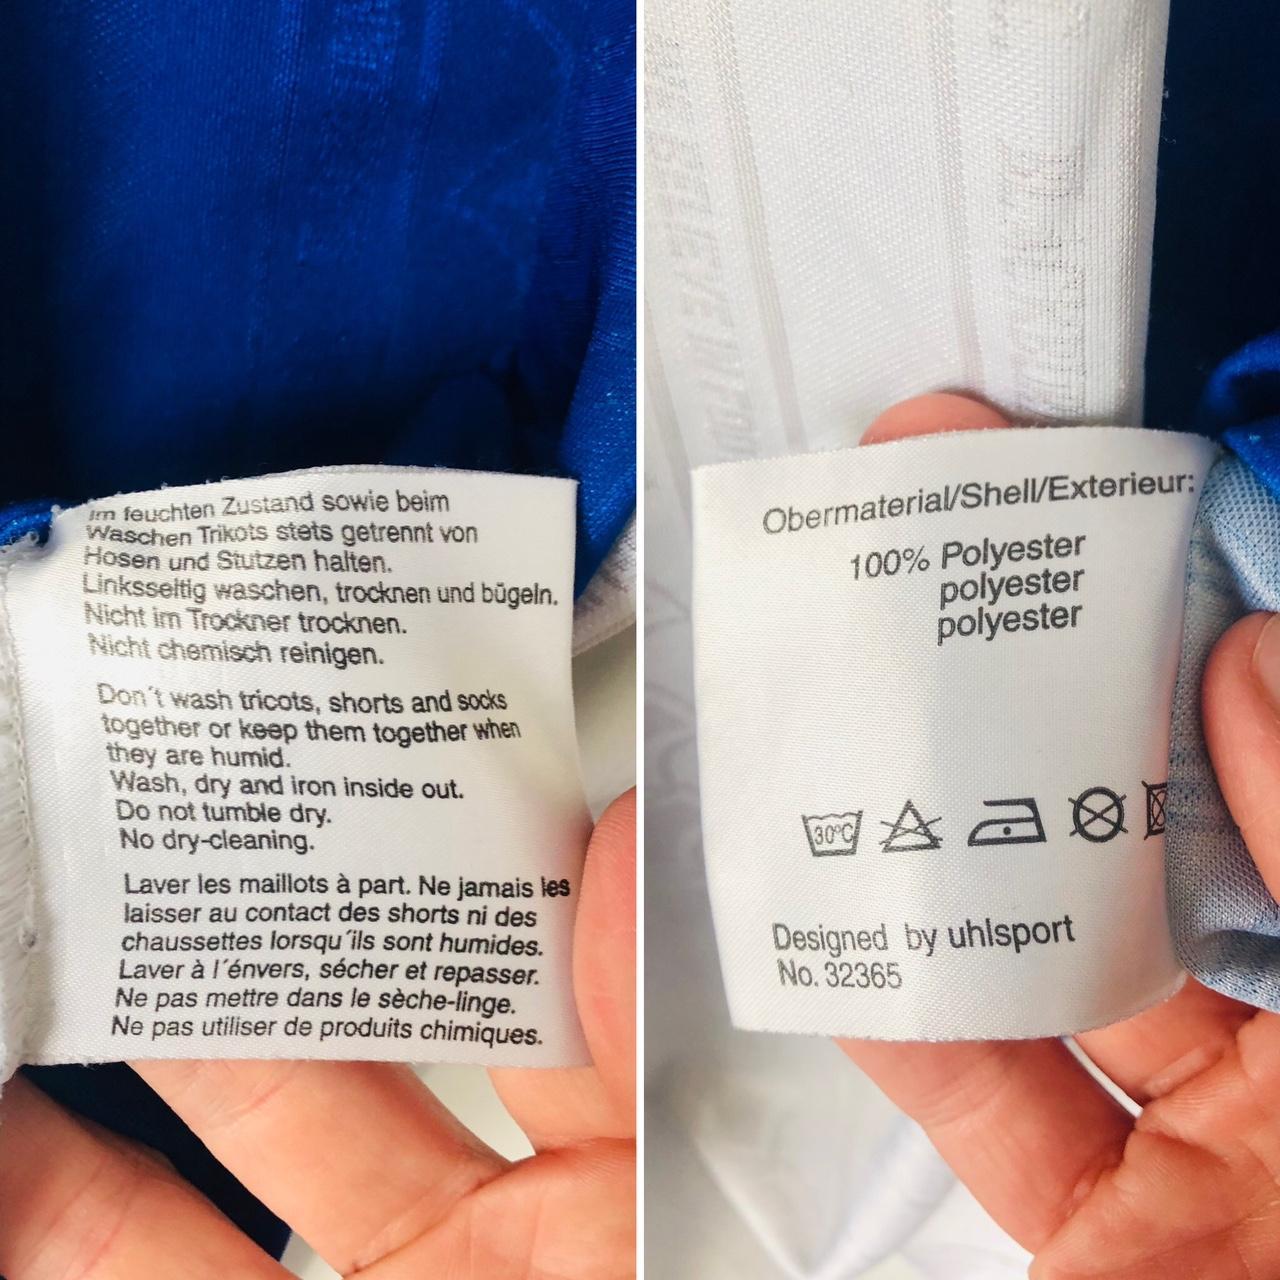 im feuchten Zustand sowie beim
Waschen Trikots stets getrennt von
Hosen und Stutzen halten.
Linksseitig waschen, trocknen und bügeln.
Nicht im Trockner trocknen.
Nicht chemisch reinigen.
Don´t wash tricots, shorts and socks
together or keep them together when
they are humid.
Wash, dry and iron inside out.
Do not tumble dry.
No dry-cleaning.
Laver les maillots à part. Ne jamais les
laisser au contact des shorts ni des
chaussettes lorsqu´ils sont humides.
Laver à l´énvers, sécher et repasser.
Ne pas mettre dans le sèche-linge.
Ne pas utiliser de produits chimiques.
WE BELIEVE IN YOU
Obermaterial/Shell/Exterieur:
100% Polyester
polyester
polyester
30°C
Designed by uhlsport
No. 32365